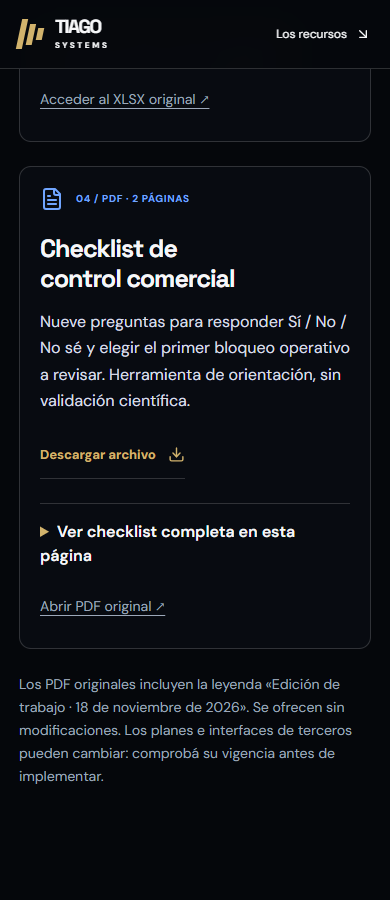 TIAGO
SYSTEMS
Los recursos ↘
Acceder al XLSX original ↗
04 / PDF · 2 PÁGINAS
Checklist de
control comercial
Nueve preguntas para responder Sí / No /
No sé y elegir el primer bloqueo operativo
a revisar. Herramienta de orientación, sin
validación científica.
Descargar archivo
▶ Ver checklist completa en esta
página
Abrir PDF original ↗
Los PDF originales incluyen la leyenda «Edición de
trabajo · 18 de noviembre de 2026». Se ofrecen sin
modificaciones. Los planes e interfaces de terceros
pueden cambiar: comprobá su vigencia antes de
implementar.